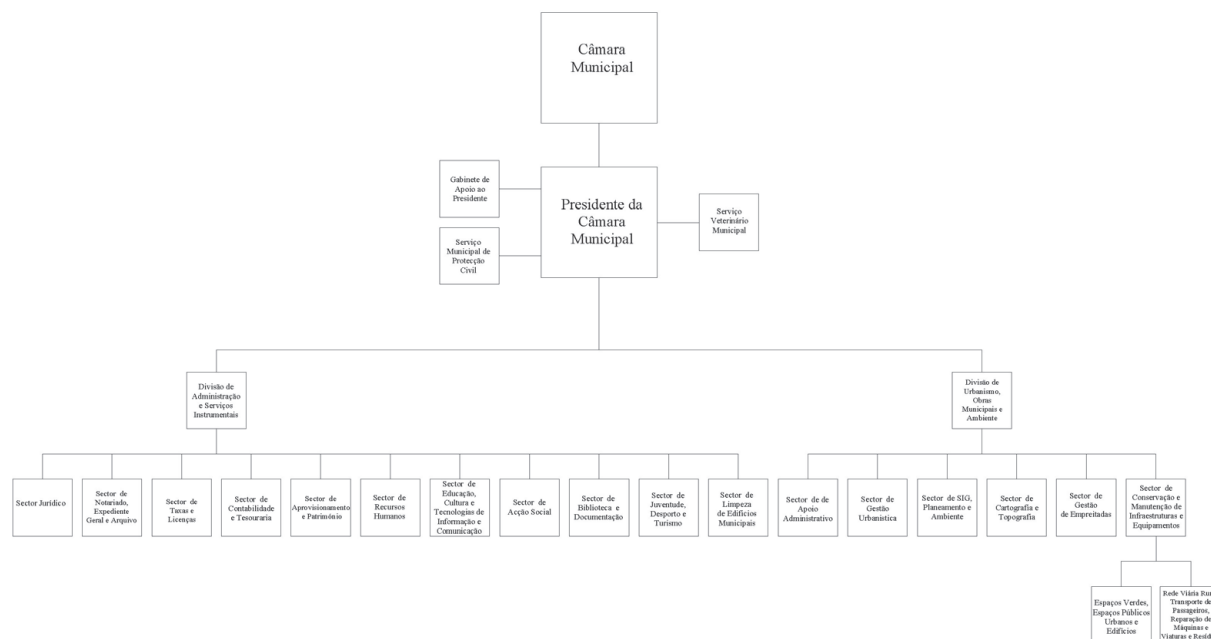 Câmara
Municipal
Gabinete de
Apoio ao
Presidente
Presidente da
Câmara
Municipal
Serviço
Veterinário
Municipal
Serviço
Municipal de
Protecção
Civil
Divisão de
Administração
e Serviços
Instrumentais
Divisão de
Urbanismo,
Obras
Municipais e
Ambiente
Sector Jurídico
Sector de
Notariado,
Expediente
Geral e Arquivo
Sector de
Taxas e
Licenças
Sector de
Contabilidade
e Tesouraria
Sector de
Aprovisionamento
e Património
Sector de
Recursos
Humanos
Sector de
Educação,
Cultura e
Tecnologias de
Informação e
Comunicação
Sector de
Acção Social
Sector de
Biblioteca e
Documentação
Sector de
Juventude,
Desporto e
Turismo
Sector de
Limpeza
de Edifícios
Municipais
Sector de de
Apoio
Administrativo
Sector de
Gestão
Urbanística
Sector de SIG,
Planeamento e
Ambiente
Sector de
Cartografia e
Topografia
Sector de
Gestão
de Empreitadas
Sector de
Conservação e
Manutenção de
Infraestruturas e
Equipamentos
Espaços Verdes,
Espaços Públicos
Urbanos e
Edifícios
Rede Viária
Transporte de
Passageiros,
Reparação de
Máquinas e
Viaturas e